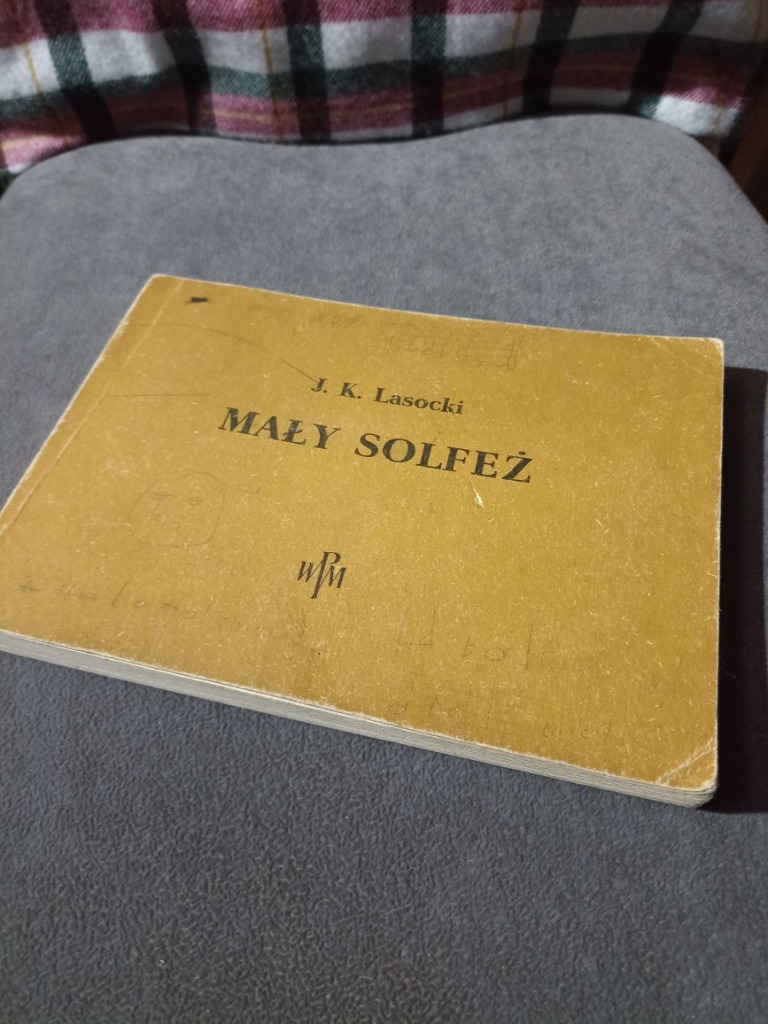 J. K. Lasocki
MAŁY SOLFEŻ
WPM